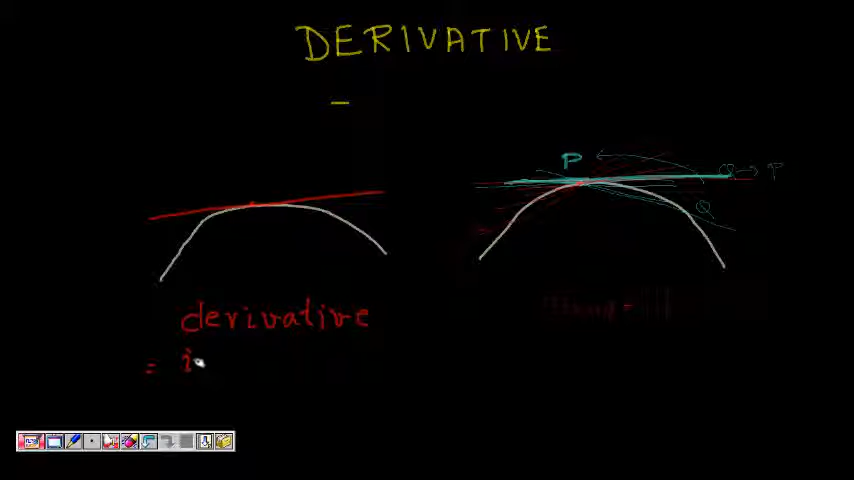 DERIVATIVE
P
Q → P
Q
derivative
= i